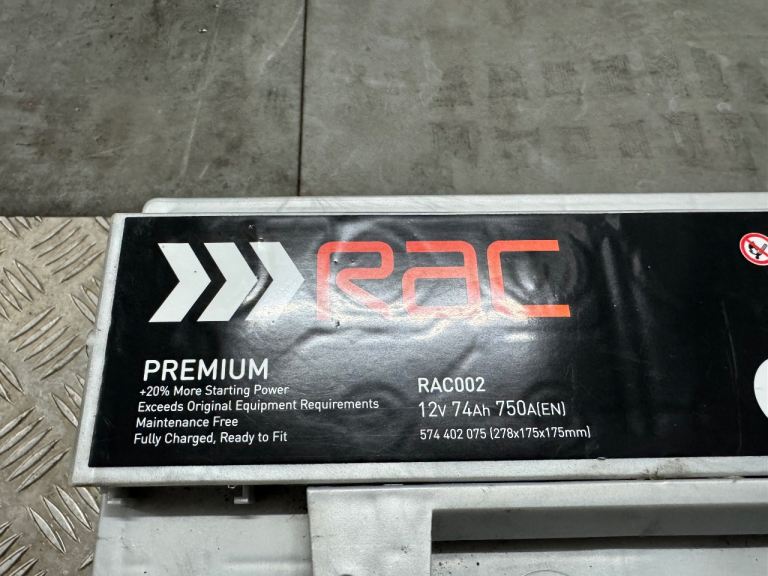 Rac
PREMIUM
+20% More Starting Power
Exceeds Original Equipment Requirements
Maintenance Free
Fully Charged, Ready to Fit
RAC002
12V 74Ah 750A(EN)
574 402 075 (278x175x175mm)